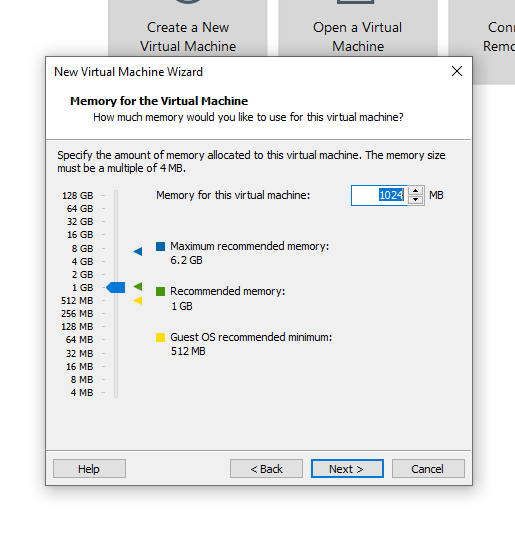 Create a New
Virtual Machine
Open a Virtual
Machine
New Virtual Machine Wizard
Memory for the Virtual Machine
How much memory would you like to use for this virtual machine?
Specify the amount of memory allocated to this virtual machine. The memory size
must be a multiple of 4 MB.
Memory for this virtual machine:
1024
MB
128 GB
64 GB
32 GB
16 GB
8 GB
4 GB
2 GB
1 GB
512 MB
256 MB
128 MB
64 MB
32 MB
16 MB
8 MB
4 MB
Maximum recommended memory:
6.2 GB
Recommended memory:
1 GB
Guest OS recommended minimum:
512 MB
Help
< Back
Next >
Cancel